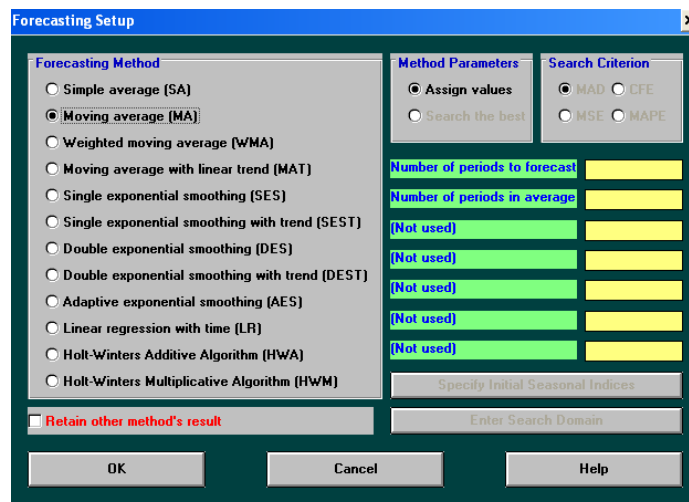 Forecasting Setup
Forecasting Method
Simple average (SA)
Moving average (MA)
Weighted moving average (WMA)
Moving average with linear trend (MAT)
Single exponential smoothing (SES)
Single exponential smoothing with trend (SEST)
Double exponential smoothing (DES)
Double exponential smoothing with trend (DEST)
Adaptive exponential smoothing (AES)
Linear regression with time (LR)
Holt-Winters Additive Algorithm (HWA)
Holt-Winters Multiplicative Algorithm (HWM)
Retain other method's result
Method Parameters
Assign values
Search the best
Search Criterion
MAD CFE
MSE MAPE
Number of periods to forecast
Number of periods in average
(Not used)
(Not used)
(Not used)
(Not used)
(Not used)
Specify Initial Seasonal Indices
Enter Search Domain
OK
Cancel
Help